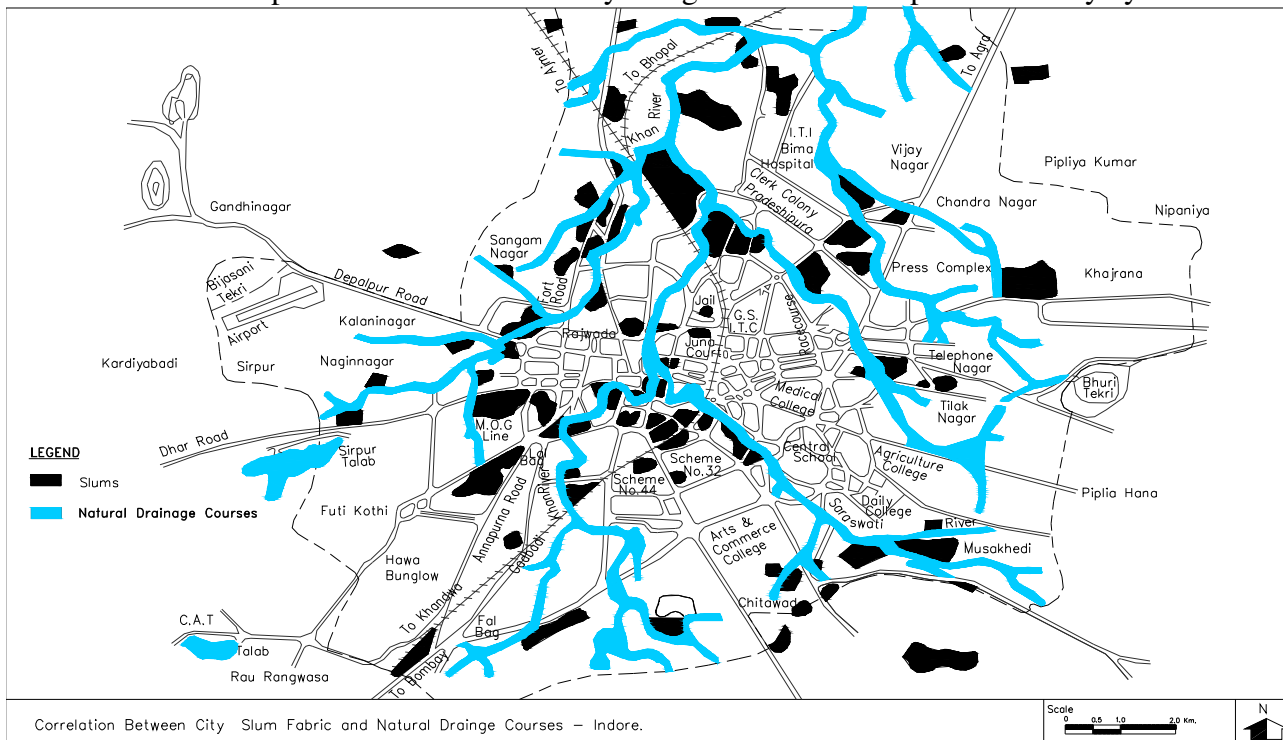 To Ajmer
To Bhopal
To Agra
River
Khan
I.T.I
Bima
Hospital
Vijay
Nagar
Pipliya Kumar
Clerk Colony
Pradeshipura
Chandra Nagar
Nipaniya
Gandhinagar
Sangam
Nagar
Bijasani
Tekri
Depalpur Road
Fort
Road
Press Complex
Khajrana
Airport
Kalaninagar
Jail
G.S.
I.T.C
Racecourse
Rajwada
Juna
Court
Kardiyabadi
Sirpur
Naginnagar
Telephone
Nagar
Bhuri
Tekri
Medical
College
Tilak
Nagar
M.O.G
Line
Dhar Road
Sirpur
Talab
Lal
Bag
Central
School
Agriculture
College
Scheme
No.32
Scheme
No.44
LEGEND
Slums
Natural Drainage Courses
Piplia Hana
Futi Kothi
Annapurna Road
KhanRiver
Gadbadi
Daily
College
Saraswati
River
Arts &
Commerce
College
Musakhedi
Hawa
Bunglow
To Khandwa
Chitawad
C.A.T
Talab
Fal
Bag
Rau Rangwasa
To Bombay
Correlation Between City Slum Fabric and Natural Drainge Courses – Indore.
Scale
0 0.5 1.0 2.0 Km.
N